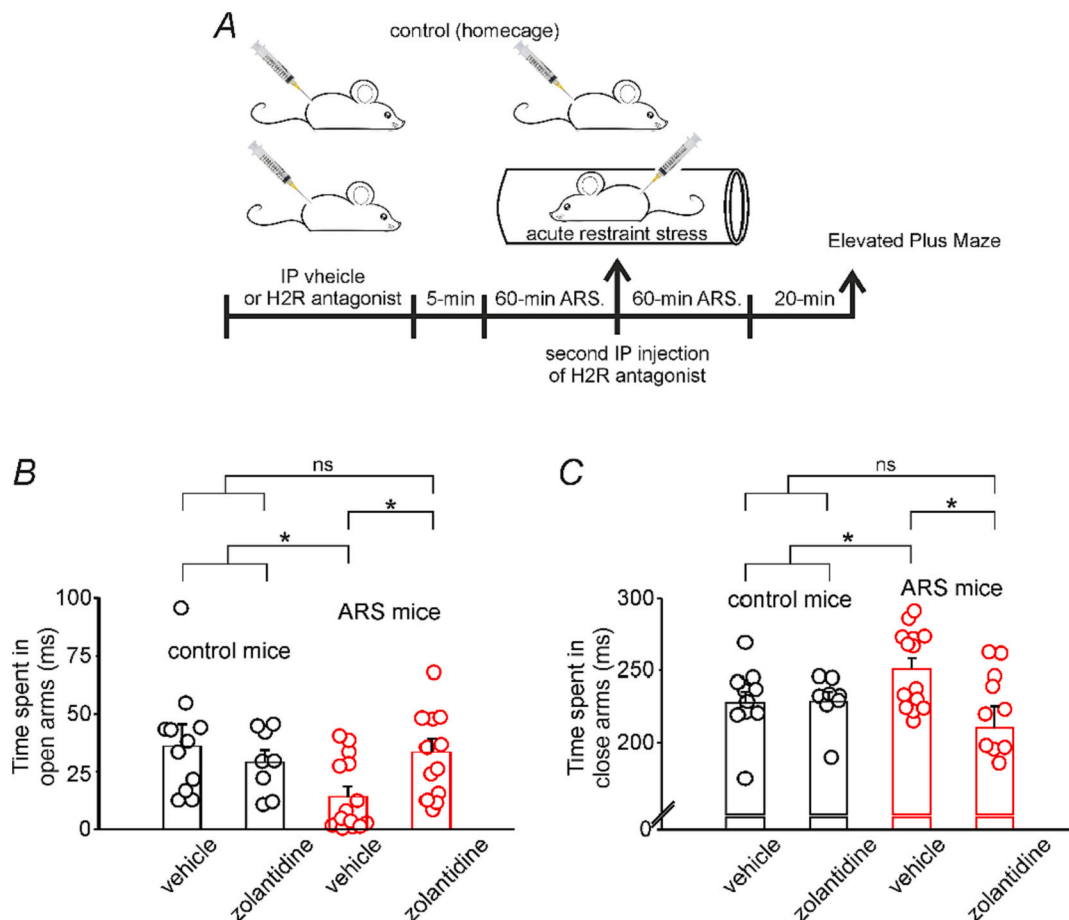 A
control (homecage)
acute restraint stress
Elevated Plus Maze
IP vheicle
or H2R antagonist
5-min
60-min ARS.
60-min ARS.
20-min
second IP injection
of H2R antagonist
B
ns
*
*
ARS mice
control mice
Time spent in
open arms (ms)
100
75
50
25
0
vehicle
zolantidine
vehicle
zolantidine
C
ns
*
*
ARS mice
control mice
Time spent in
close arms (ms)
300
250
200
0
vehicle
zolantidine
vehicle
zolantidine